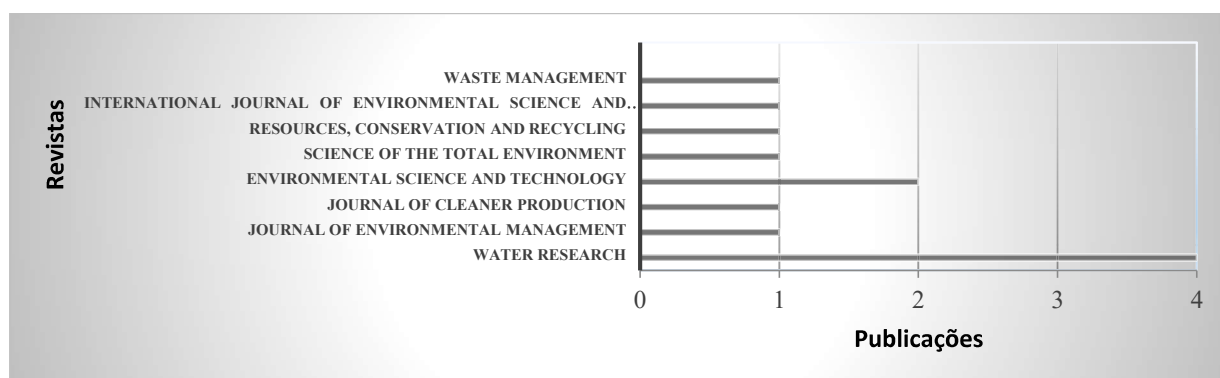 Revistas
WASTE MANAGEMENT
INTERNATIONAL JOURNAL OF ENVIRONMENTAL SCIENCE AND..
RESOURCES, CONSERVATION AND RECYCLING
SCIENCE OF THE TOTAL ENVIRONMENT
ENVIRONMENTAL SCIENCE AND TECHNOLOGY
JOURNAL OF CLEANER PRODUCTION
JOURNAL OF ENVIRONMENTAL MANAGEMENT
WATER RESEARCH
0 1 2 3 4
Publicações